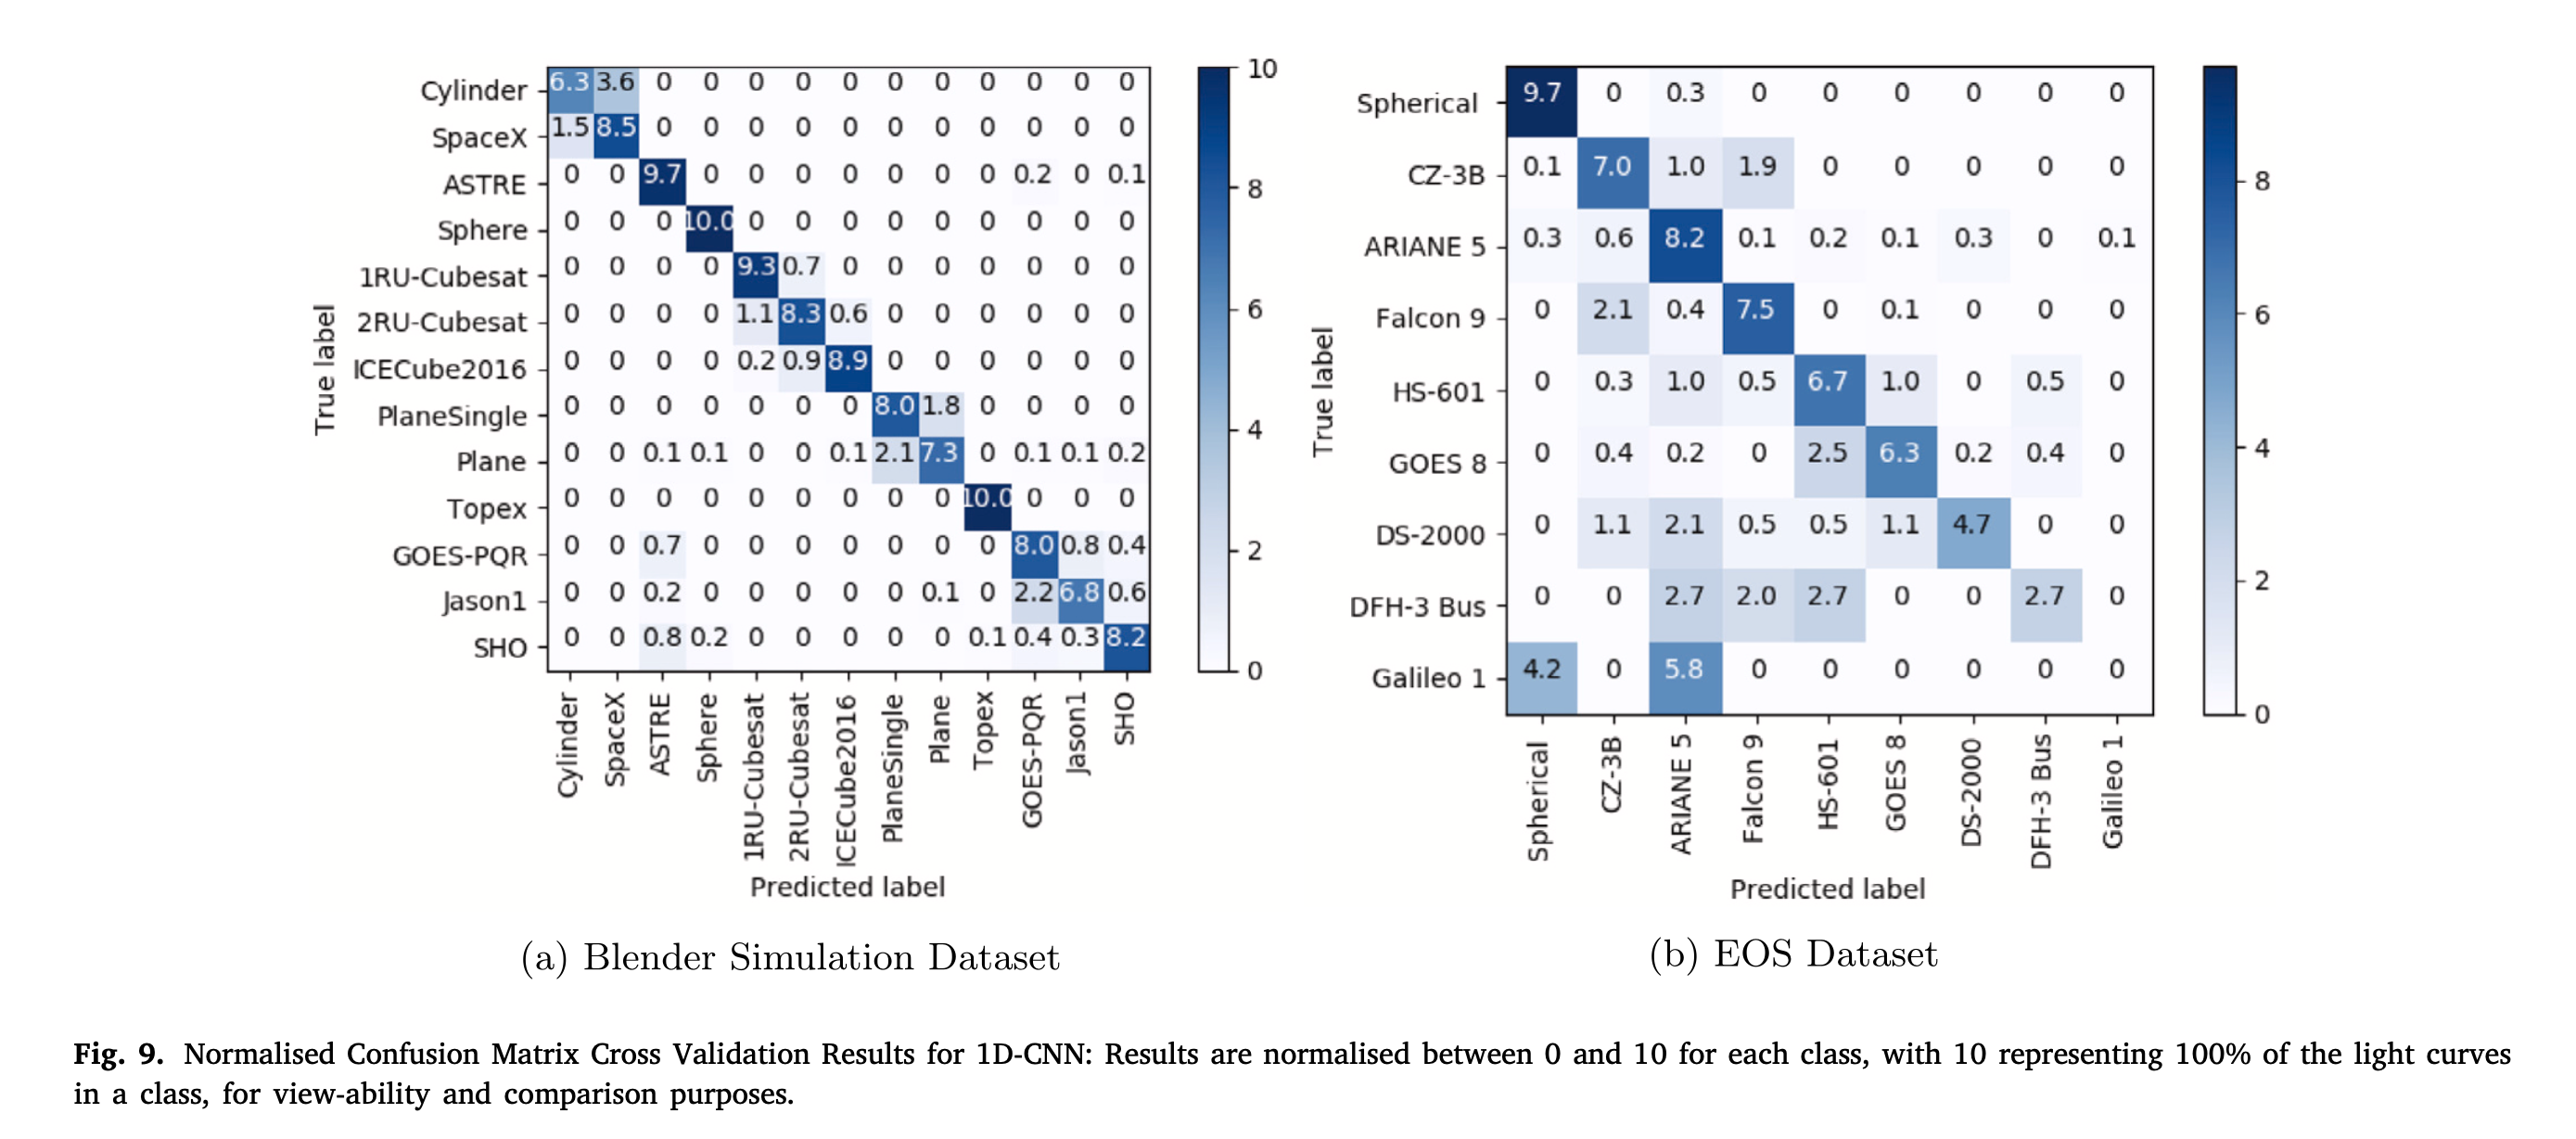 Cylinder 6.3 3.6 0 0 0 0 0 0 0 0 0 0 0
SpaceX 1.5 8.5 0 0 0 0 0 0 0 0 0 0 0
ASTRE 0 0 9.7 0 0 0 0 0 0 0 0.2 0 0.1
Sphere 0 0 0 10.0 0 0 0 0 0 0 0 0 0
1RU-Cubesat 0 0 0 0 9.3 0.7 0 0 0 0 0 0 0
2RU-Cubesat 0 0 0 0 1.1 8.3 0.6 0 0 0 0 0 0
ICECube2016 0 0 0 0 0.2 0.9 8.9 0 0 0 0 0 0
PlaneSingle 0 0 0 0 0 0 0 8.0 1.8 0 0 0 0
Plane 0 0 0.1 0.1 0 0 0.1 2.1 7.3 0 0.1 0.1 0.2
Topex 0 0 0 0 0 0 0 0 0 10.0 0 0 0
GOES-PQR 0 0 0.7 0 0 0 0 0 0 0 8.0 0.8 0.4
Jason1 0 0 0.2 0 0 0 0 0 0.1 0 2.2 6.8 0.6
SHO 0 0 0.8 0.2 0 0 0 0 0 0.1 0.4 0.3 8.2
True label
Cylinder SpaceX ASTRE Sphere 1RU-Cubesat 2RU-Cubesat ICECube2016 PlaneSingle Plane Topex GOES-PQR Jason1 SHO
Predicted label
10
8
6
4
2
0
(a) Blender Simulation Dataset
Spherical 9.7 0 0.3 0 0 0 0 0 0
CZ-3B 0.1 7.0 1.0 1.9 0 0 0 0 0
ARIANE 5 0.3 0.6 8.2 0.1 0.2 0.1 0.3 0 0.1
Falcon 9 0 2.1 0.4 7.5 0 0.1 0 0 0
HS-601 0 0.3 1.0 0.5 6.7 1.0 0 0.5 0
GOES 8 0 0.4 0.2 0 2.5 6.3 0.2 0.4 0
DS-2000 0 1.1 2.1 0.5 0.5 1.1 4.7 0 0
DFH-3 Bus 0 0 2.7 2.0 2.7 0 0 2.7 0
Galileo 1 4.2 0 5.8 0 0 0 0 0 0
True label
Spherical CZ-3B ARIANE 5 Falcon 9 HS-601 GOES 8 DS-2000 DFH-3 Bus Galileo 1
Predicted label
8
6
4
2
0
(b) EOS Dataset
Fig. 9. Normalised Confusion Matrix Cross Validation Results for 1D-CNN: Results are normalised between 0 and 10 for each class, with 10 representing 100% of the light curves
in a class, for view-ability and comparison purposes.